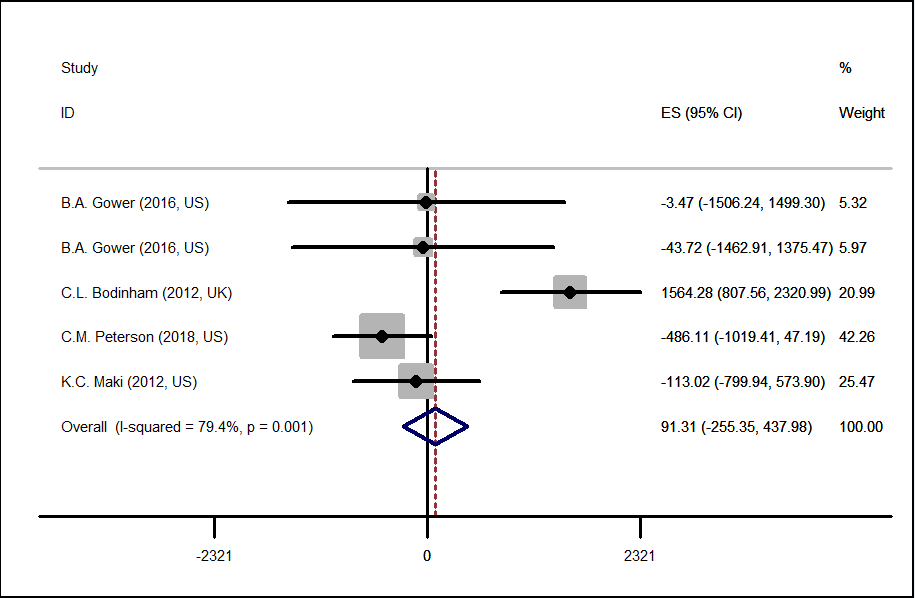 Study %
ID ES (95% CI) Weight
B.A. Gower (2016, US) -3.47 (-1506.24, 1499.30) 5.32
B.A. Gower (2016, US) -43.72 (-1462.91, 1375.47) 5.97
C.L. Bodinham (2012, UK) 1564.28 (807.56, 2320.99) 20.99
C.M. Peterson (2018, US) -486.11 (-1019.41, 47.19) 42.26
K.C. Maki (2012, US) -113.02 (-799.94, 573.90) 25.47
Overall (I-squared = 79.4%, p = 0.001) 91.31 (-255.35, 437.98) 100.00
-2321 0 2321